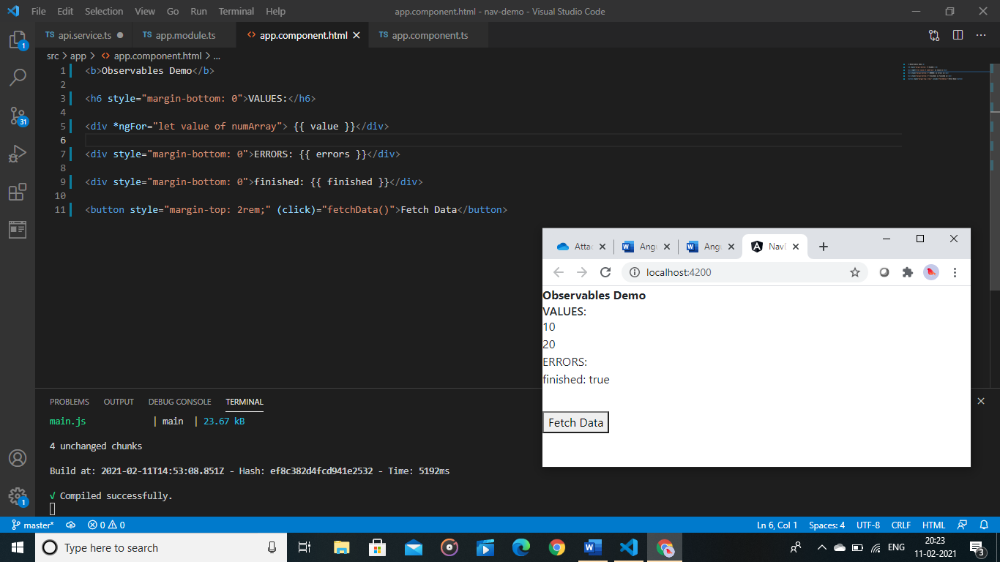 File Edit Selection View Go Run Terminal Help app.component.html - nav-demo - Visual Studio Code
TS api.service.ts TS app.module.ts <> app.component.html TS app.component.ts
src > app > <> app.component.html > ...
1 <b>Observables Demo</b>
2
3 <h6 style="margin-bottom: 0">VALUES:</h6>
4
5 <div *ngFor="let value of numArray"> {{ value }}</div>
6
7 <div style="margin-bottom: 0">ERRORS: {{ errors }}</div>
8
9 <div style="margin-bottom: 0">finished: {{ finished }}</div>
10
11 <button style="margin-top: 2rem;" (click)="fetchData()">Fetch Data</button>
1
31
1
Attac Angu Angu NavD
localhost:4200
Observables Demo
VALUES:
10
20
ERRORS:
finished: true
Fetch Data
PROBLEMS OUTPUT DEBUG CONSOLE TERMINAL
main.js | main | 23.67 kB
4 unchanged chunks
Build at: 2021-02-11T14:53:08.851Z - Hash: ef8c382d4fcd941e2532 - Time: 5192ms
√ Compiled successfully.
master* 0 0 Ln 6, Col 1 Spaces: 4 UTF-8 CRLF HTML
Type here to search
ENG
20:23
11-02-2021
3